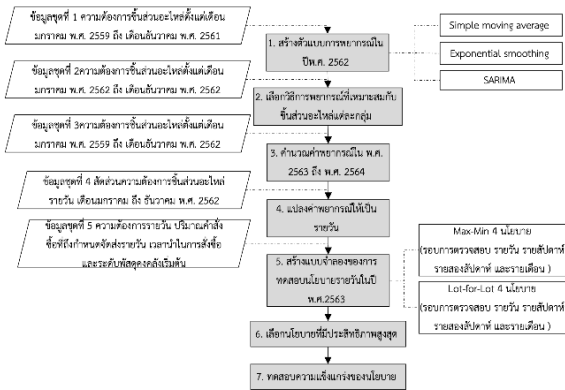 ข้อมูลชุดที่ 1 ความต้องการชิ้นส่วนอะไหล่ตั้งแต่เดือน
มกราคม พ.ศ. 2559 ถึง เดือนธันวาคม พ.ศ. 2561
1. สร้างตัวแบบการพยากรณ์ใน
ปีพ.ศ. 2562
Simple moving average
Exponential smoothing
SARIMA
ข้อมูลชุดที่ 2ความต้องการชิ้นส่วนอะไหล่ตั้งแต่เดือน
มกราคม พ.ศ. 2562 ถึง เดือนธันวาคม พ.ศ. 2562
2. เลือกวิธีการพยากรณ์ที่เหมาะสมกับ
ชิ้นส่วนอะไหล่แต่ละกลุ่ม
ข้อมูลชุดที่ 3ความต้องการชิ้นส่วนอะไหล่ตั้งแต่เดือน
มกราคม พ.ศ. 2559 ถึง เดือนธันวาคม พ.ศ. 2562
3. คำนวณค่าพยากรณ์ใน พ.ศ.
2563 ถึง พ.ศ. 2564
ข้อมูลชุดที่ 4 สัดส่วนความต้องการชิ้นส่วนอะไหล่
รายวัน เดือนมกราคม ถึง ธันวาคม พ.ศ. 2562
4. แปลงค่าพยากรณ์ให้เป็น
รายวัน
ข้อมูลชุดที่ 5 ความต้องการรายวัน ปริมาณคำสั่ง
ซื้อที่ถึงกำหนดจัดส่งรายวัน เวลานำในการสั่งซื้อ
และระดับพัสดุคงคลังเริ่มต้น
5. สร้างแบบจำลองของการ
ทดสอบนโยบายรายวันในปี
พ.ศ.2563
Max-Min 4 นโยบาย
(รอบการตรวจสอบ รายวัน รายสัปดาห์
รายสองสัปดาห์ และรายเดือน )
Lot-for-Lot 4 นโยบาย
(รอบการตรวจสอบ รายวัน รายสัปดาห์
รายสองสัปดาห์ และรายเดือน )
6. เลือกนโยบายที่มีประสิทธิภาพสูงสุด
7. ทดสอบความแข็งแกร่งของนโยบาย